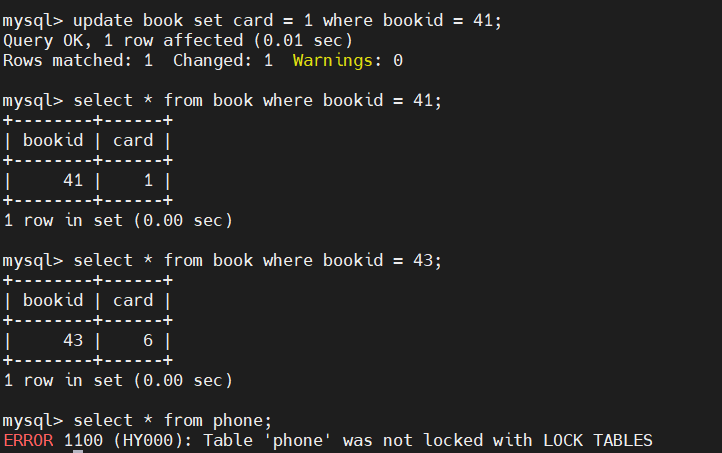 mysql> update book set card = 1 where bookid = 41;
Query OK, 1 row affected (0.01 sec)
Rows matched: 1  Changed: 1  Warnings: 0
mysql> select * from book where bookid = 41;
+--------+------+
| bookid | card |
+--------+------+
|     41 |    1 |
+--------+------+
1 row in set (0.00 sec)
mysql> select * from book where bookid = 43;
+--------+------+
| bookid | card |
+--------+------+
|     43 |    6 |
+--------+------+
1 row in set (0.00 sec)
mysql> select * from phone;
ERROR 1100 (HY000): Table 'phone' was not locked with LOCK TABLES